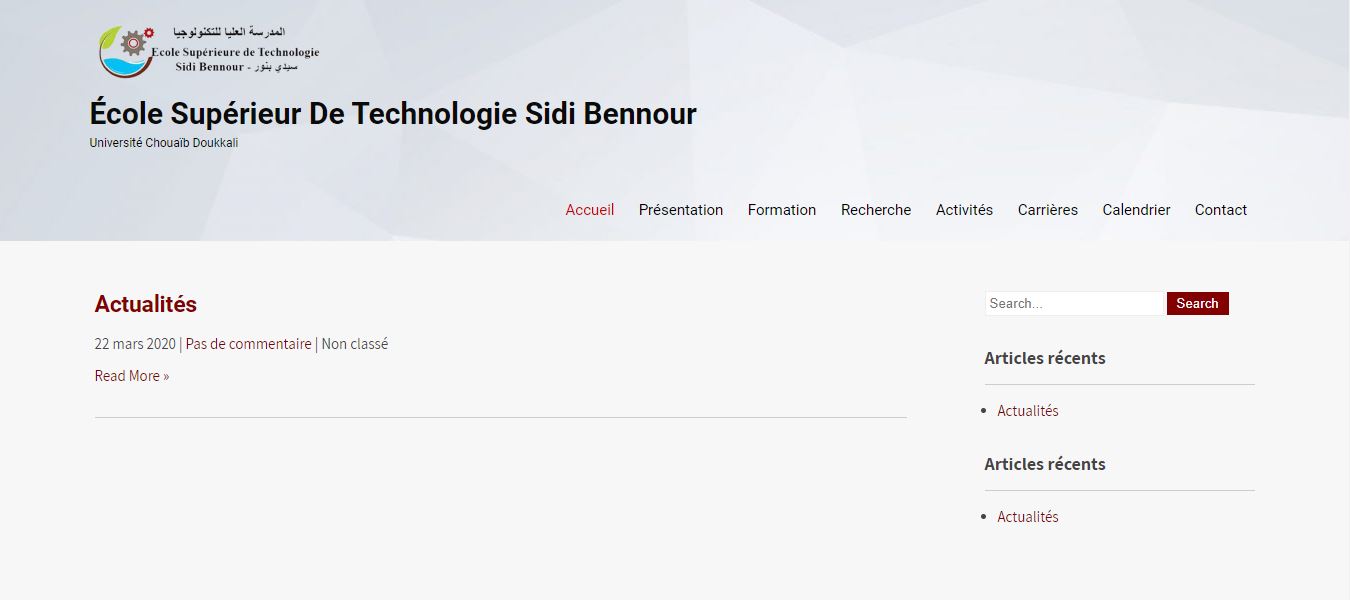 المدرسة العليا للتكنولوجيا
Ecole Supérieure de Technologie
Sidi Bennour - سيدي بنور
École Supérieur De Technologie Sidi Bennour
Université Chouaïb Doukkali
Accueil Présentation Formation Recherche Activités Carrières Calendrier Contact
Actualités
22 mars 2020 | Pas de commentaire | Non classé
Read More »
Search... Search
Articles récents
Actualités
Articles récents
Actualités